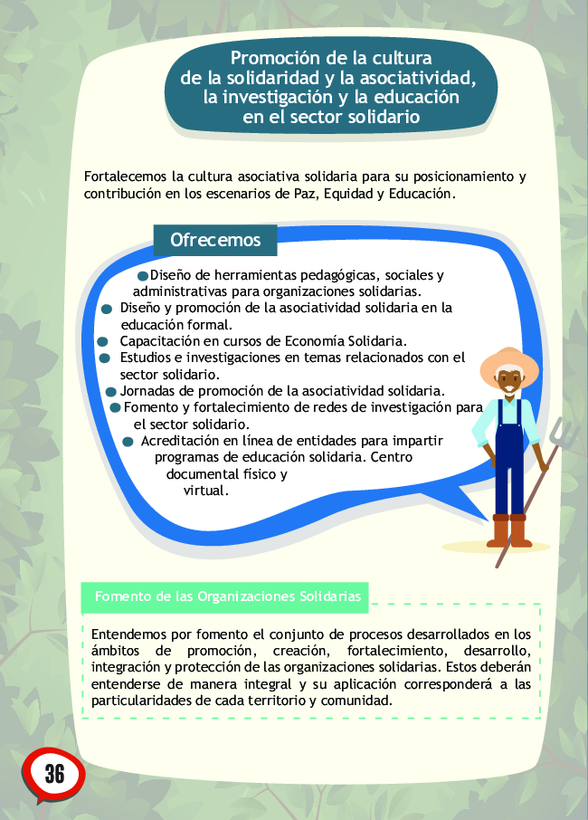 Promoción de la cultura
de la solidaridad y la asociatividad,
la investigación y la educación
en el sector solidario
Fortalecemos la cultura asociativa solidaria para su posicionamiento y
contribución en los escenarios de Paz, Equidad y Educación.
Ofrecemos
●Diseño de herramientas pedagógicas, sociales y
administrativas para organizaciones solidarias.
● Diseño y promoción de la asociatividad solidaria en la
educación formal.
● Capacitación en cursos de Economía Solidaria.
● Estudios e investigaciones en temas relacionados con el
sector solidario.
● Jornadas de promoción de la asociatividad solidaria.
● Fomento y fortalecimiento de redes de investigación para
el sector solidario.
● Acreditación en línea de entidades para impartir
programas de educación solidaria. Centro
documental físico y
virtual.
Fomento de las Organizaciones Solidarias
Entendemos por fomento el conjunto de procesos desarrollados en los
ámbitos de promoción, creación, fortalecimiento, desarrollo,
integración y protección de las organizaciones solidarias. Estos deberán
entenderse de manera integral y su aplicación corresponderá a las
particularidades de cada territorio y comunidad.
36